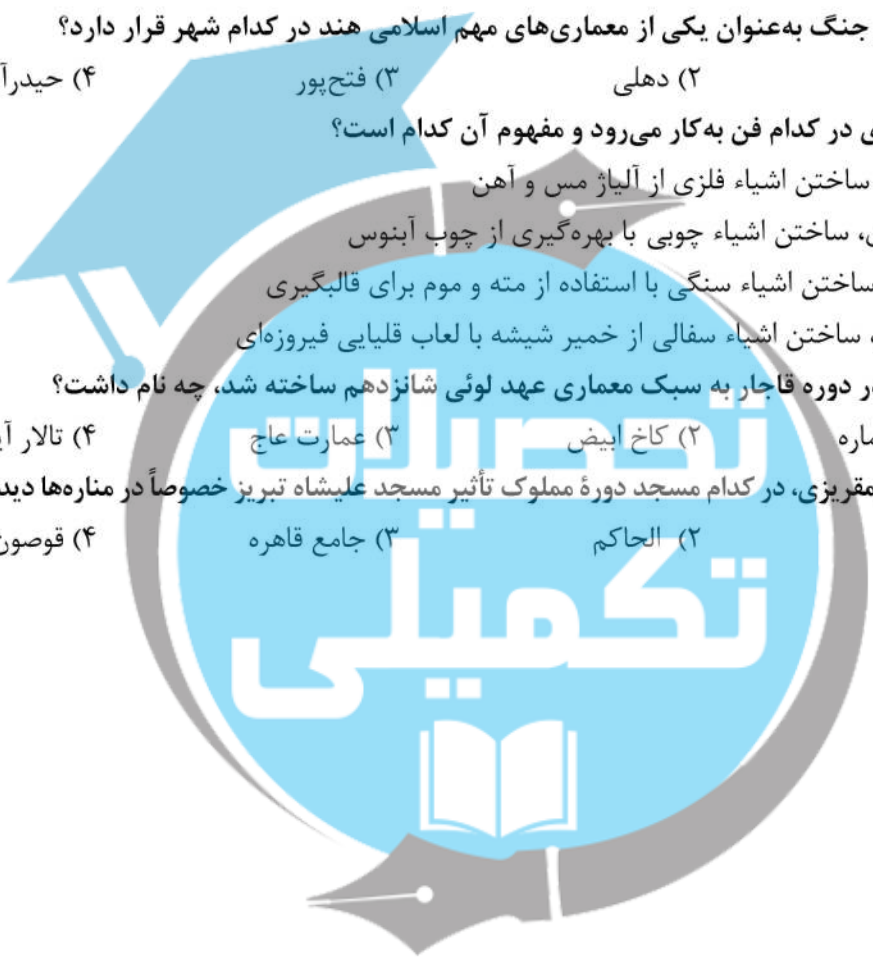 جنگ به‌عنوان یکی از معماری‌های مهم اسلامی هند در کدام شهر قرار دارد؟
۲) دهلی ۳) فتح‌پور ۴)
در کدام فن به‌کار می‌رود و مفهوم آن کدام است؟
ساختن اشیاء فلزی از آلیاژ مس و آهن
ساختن اشیاء چوبی با بهره‌گیری از چوب آبنوس
ساختن اشیاء سنگی با استفاده از مته و موم برای قالبگیری
ساختن اشیاء سفالی از خمیر شیشه با لعاب قلیایی فیروزه‌ای
دوره قاجار به سبک معماری عهد لوئی شانزدهم ساخته شد، چه نام داشت؟
۲) کاخ ابیض ۳) عمارت عاج ۴) تالار
مقریزی، در کدام مسجد دورهٔ مملوک تأثیر مسجد علیشاه تبریز خصوصاً در مناره‌ها
۲) الحاکم ۳) جامع قاهره ۴)
تحصیلات
تکمیلی